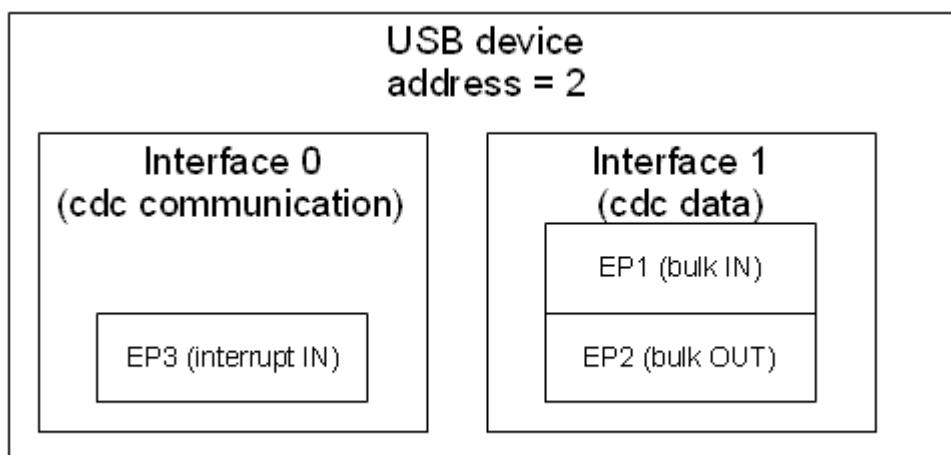 USB device
address = 2
Interface 0
(cdc communication)
EP3 (interrupt IN)
Interface 1
(cdc data)
EP1 (bulk IN)
EP2 (bulk OUT)